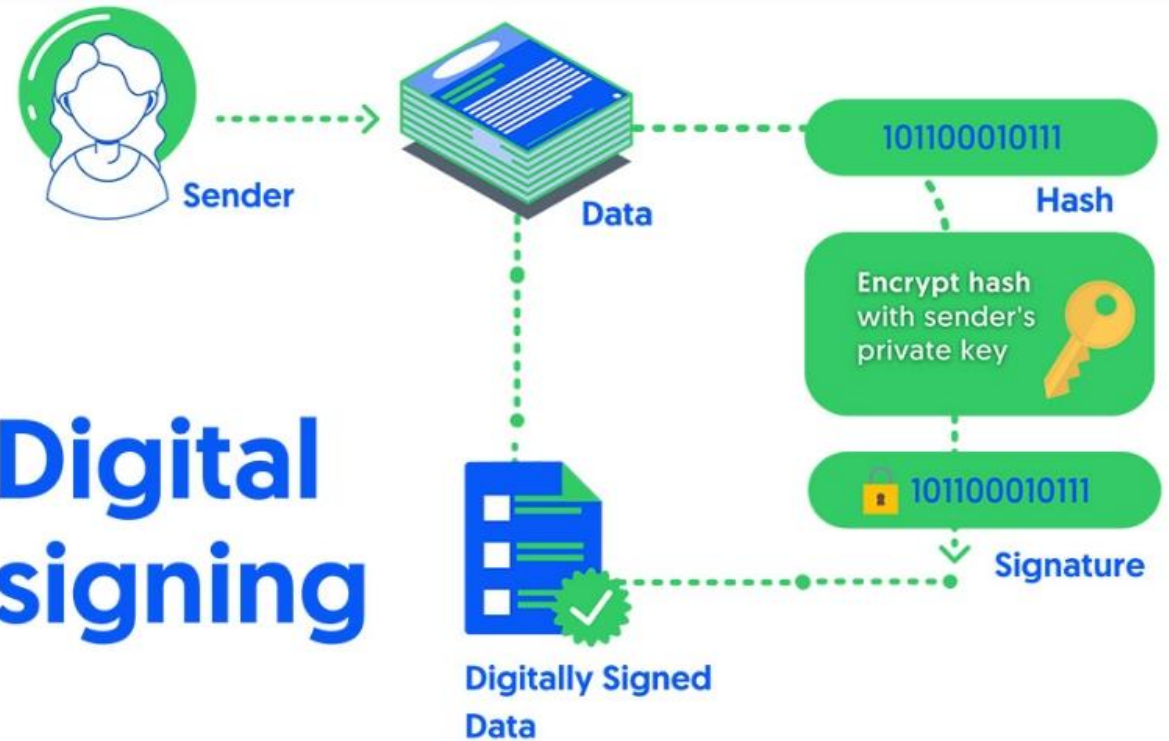 Sender
Data
101100010111
Hash
Encrypt hash
with sender's
private key
101100010111
Signature
Digital
signing
Digitally Signed
Data